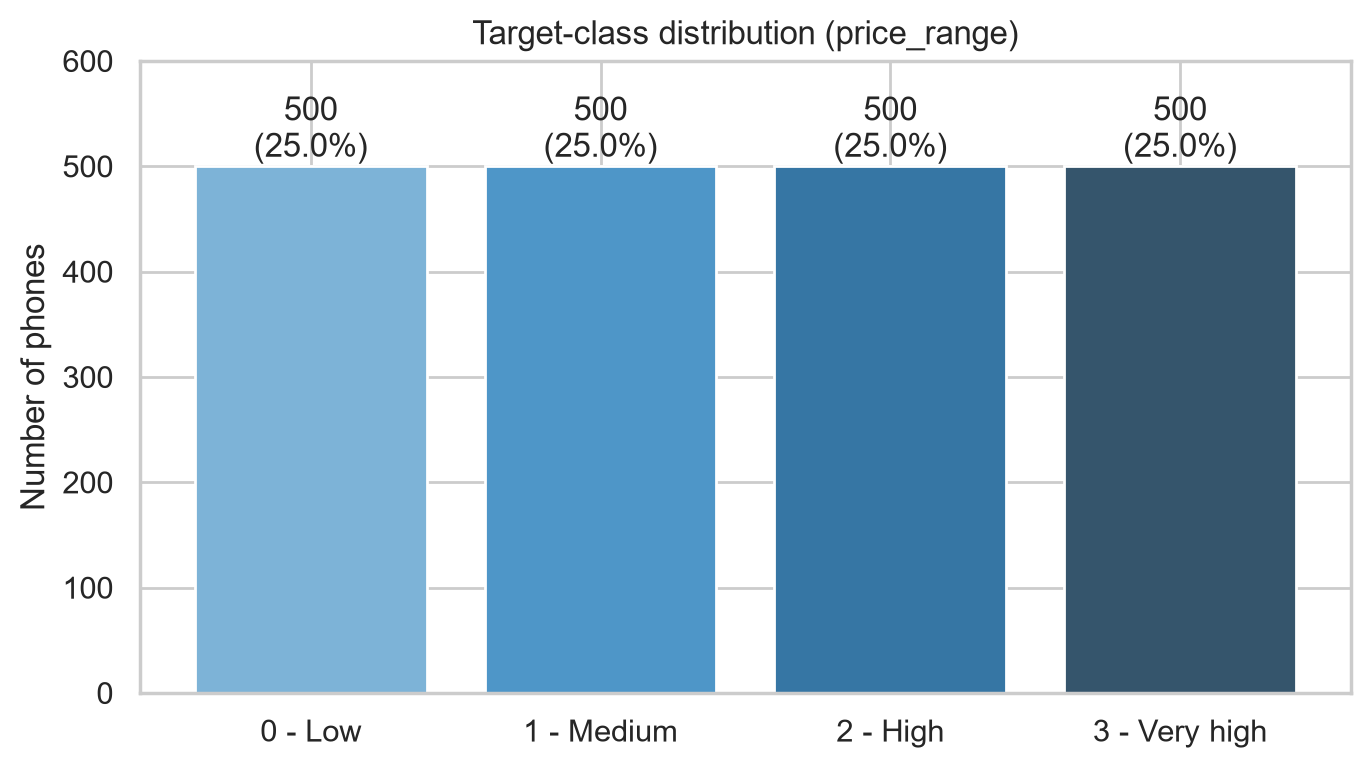 Target-class distribution (price_range)
600
500
400
300
200
100
0
Number of phones
500
(25.0%)
500
(25.0%)
500
(25.0%)
500
(25.0%)
0 - Low
1 - Medium
2 - High
3 - Very high